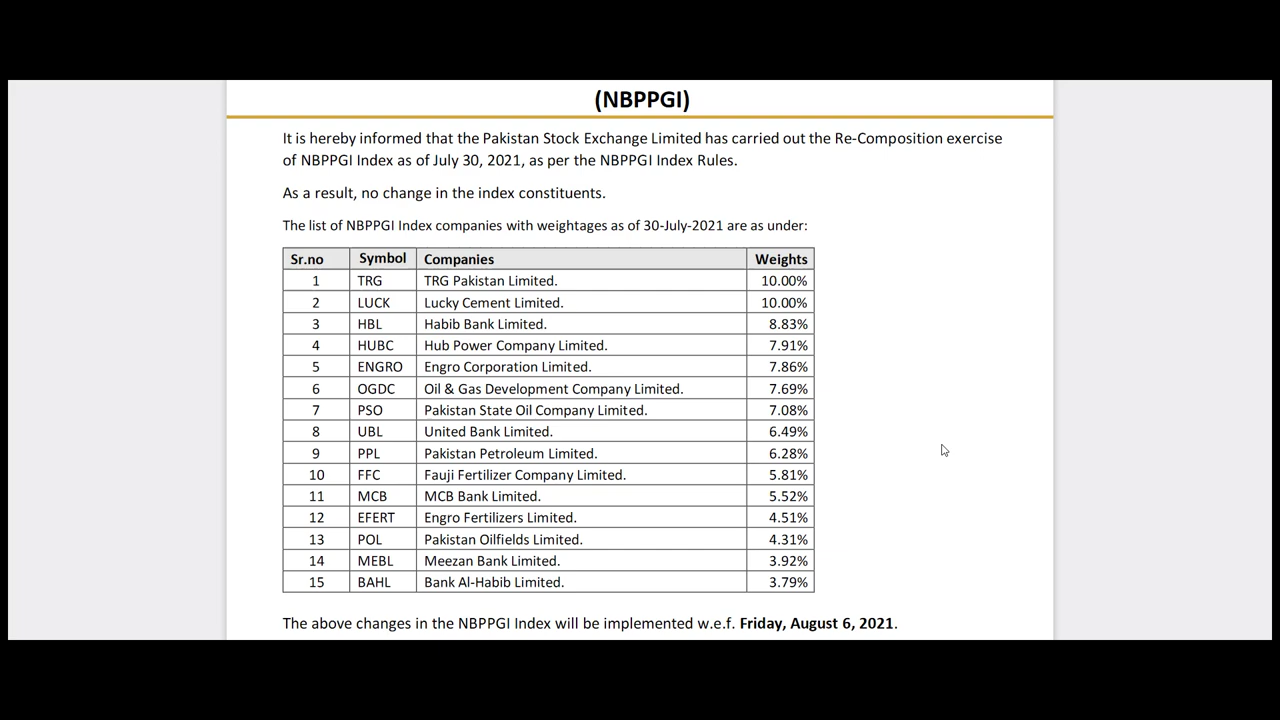 (NBPPGI)
It is hereby informed that the Pakistan Stock Exchange Limited has carried out the Re-Composition exercise
of NBPPGI Index as of July 30, 2021, as per the NBPPGI Index Rules.
As a result, no change in the index constituents.
The list of NBPPGI Index companies with weightages as of 30-July-2021 are as under:
Sr.no Symbol Companies Weights
1 TRG TRG Pakistan Limited. 10.00%
2 LUCK Lucky Cement Limited. 10.00%
3 HBL Habib Bank Limited. 8.83%
4 HUBC Hub Power Company Limited. 7.91%
5 ENGRO Engro Corporation Limited. 7.86%
6 OGDC Oil & Gas Development Company Limited. 7.69%
7 PSO Pakistan State Oil Company Limited. 7.08%
8 UBL United Bank Limited. 6.49%
9 PPL Pakistan Petroleum Limited. 6.28%
10 FFC Fauji Fertilizer Company Limited. 5.81%
11 MCB MCB Bank Limited. 5.52%
12 EFERT Engro Fertilizers Limited. 4.51%
13 POL Pakistan Oilfields Limited. 4.31%
14 MEBL Meezan Bank Limited. 3.92%
15 BAHL Bank Al-Habib Limited. 3.79%
The above changes in the NBPPGI Index will be implemented w.e.f. Friday, August 6, 2021.